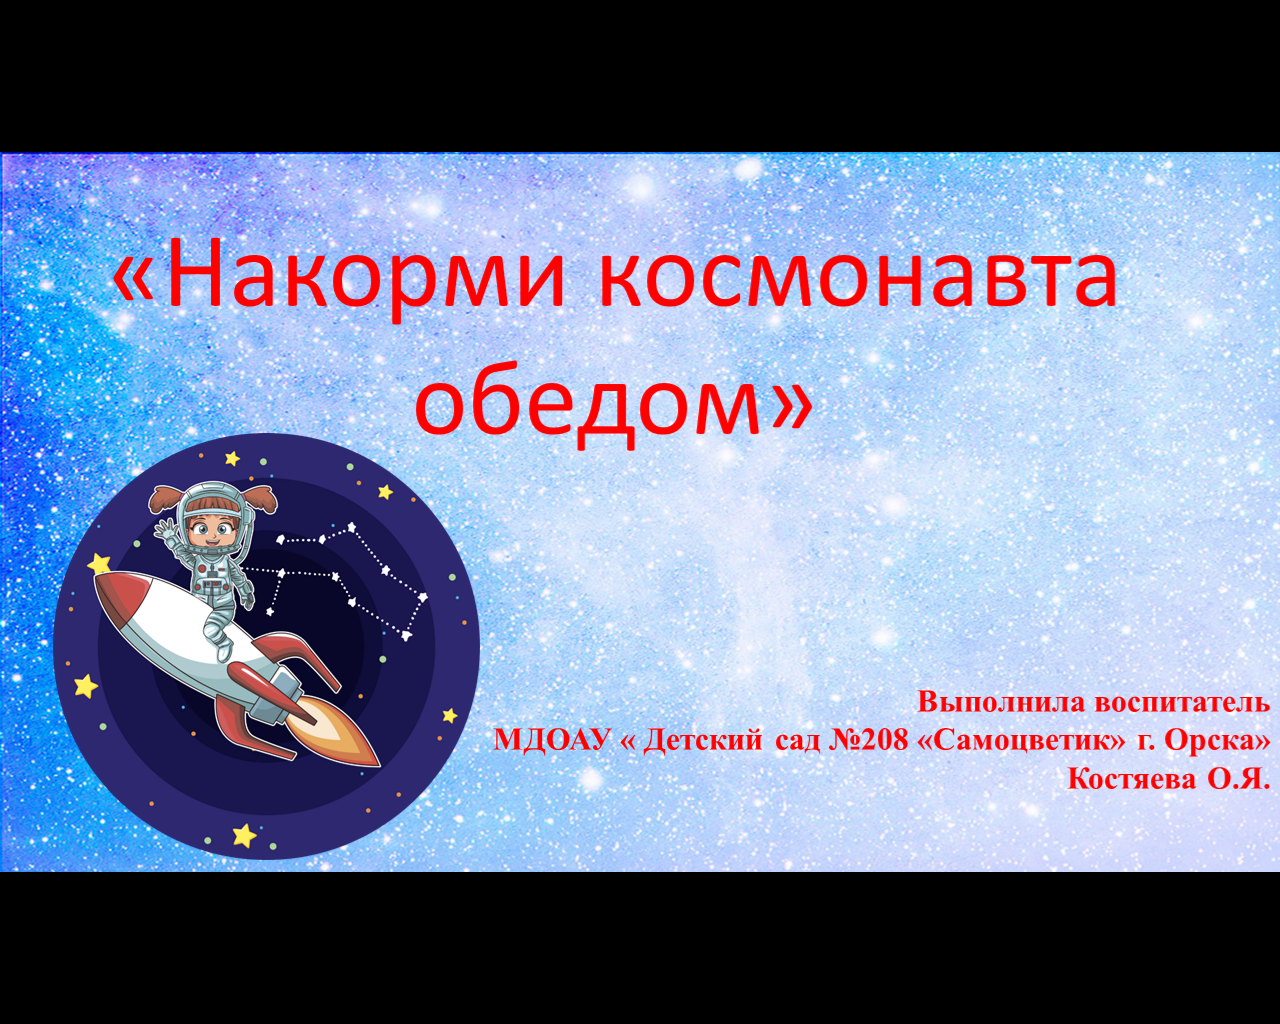 «Накорми космонавта
обедом»
Выполнила воспитатель
МДОАУ « Детский сад №208 «Самоцветик» г. Орска»
Костяева О.Я.